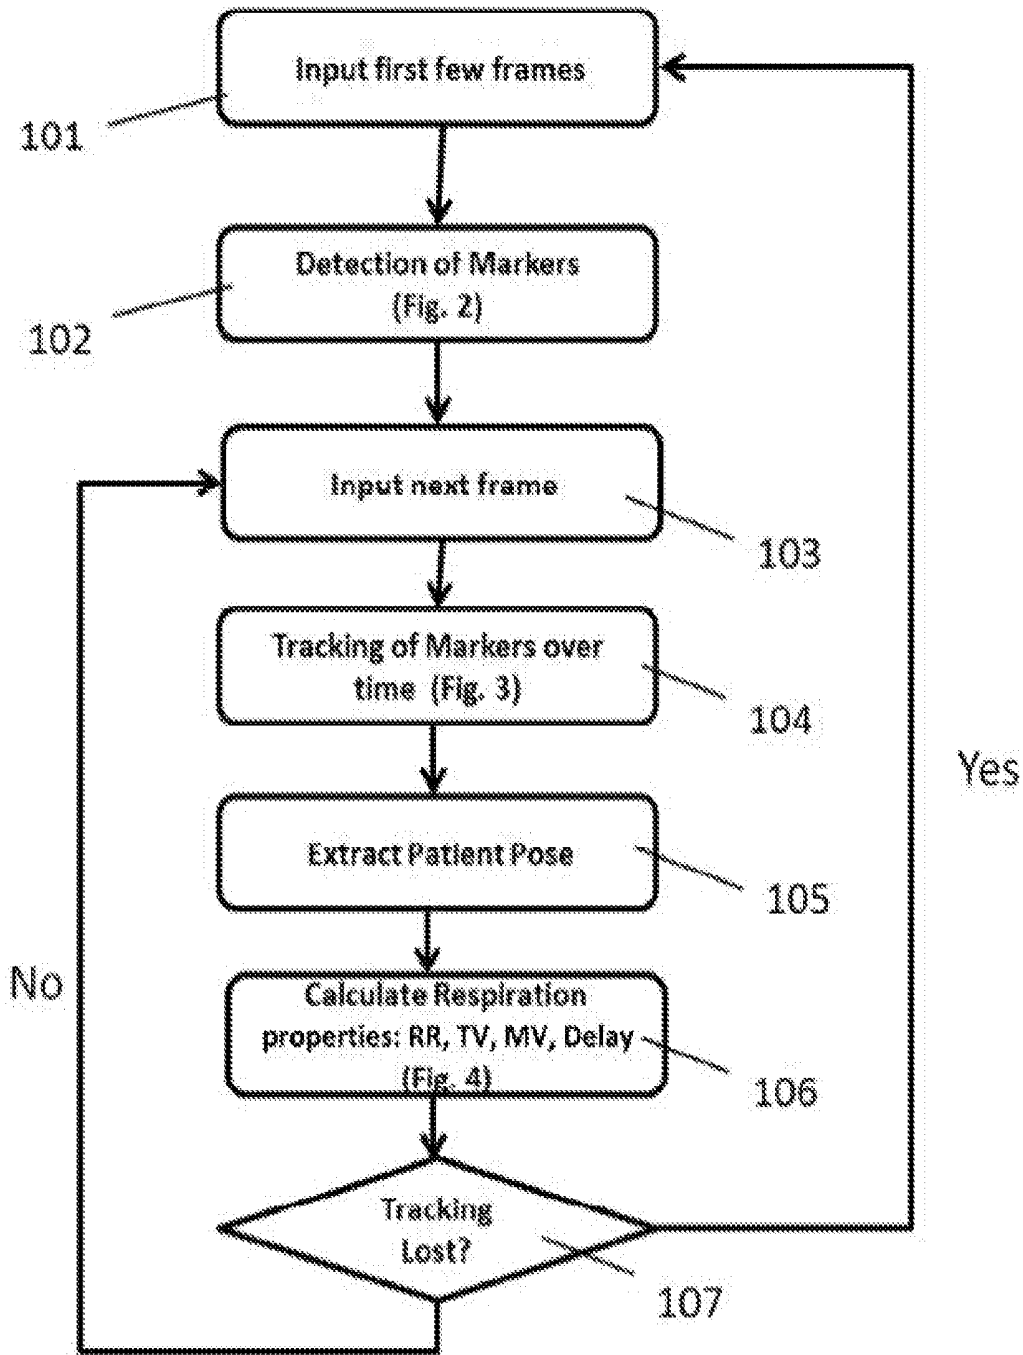 Input first few frames
101
Detection of Markers
(Fig. 2)
102
Input next frame
103
Tracking of Markers over
time (Fig. 3)
104
Yes
Extract Patient Pose
105
No
Calculate Respiration
properties: RR, TV, MV, Delay
(Fig. 4)
106
Tracking
Lost?
107